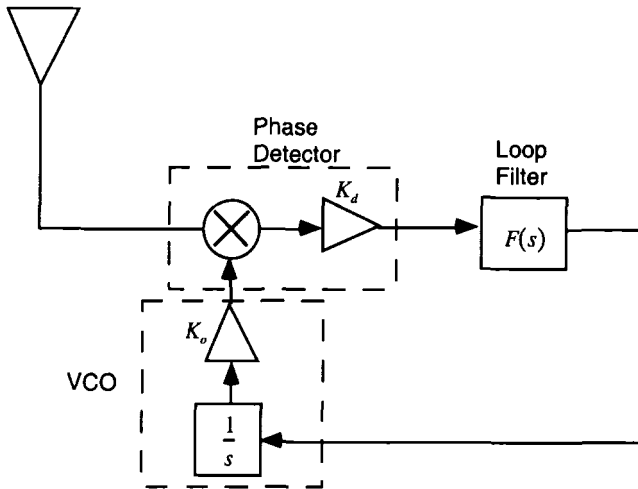 Phase
Detector
K_d
Loop
Filter
F(s)
K_o
VCO
1
s